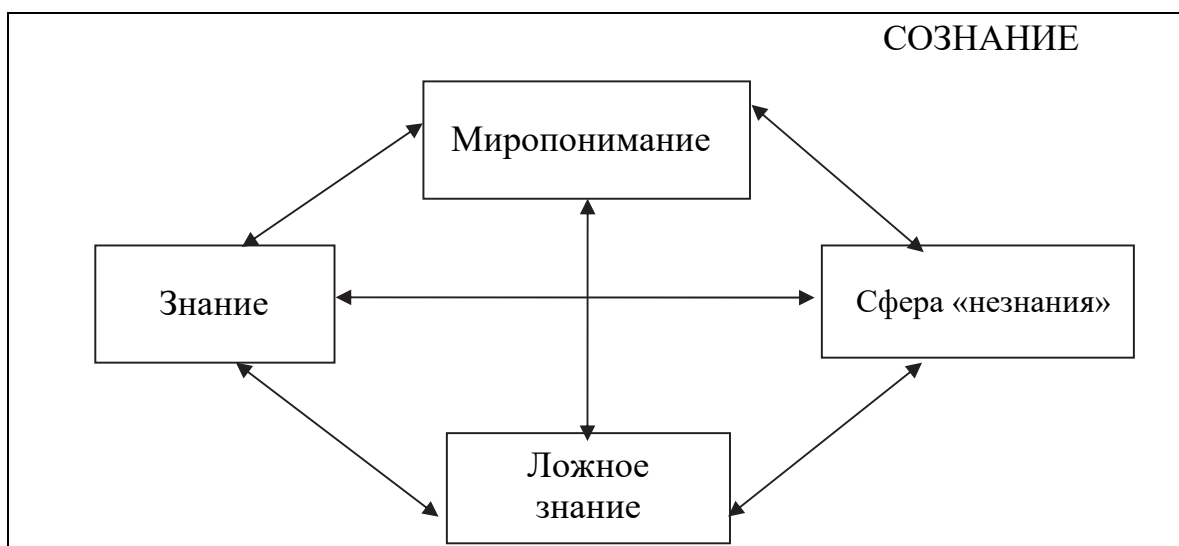 СОЗНАНИЕ
Миропонимание
Знание
Сфера «незнания»
Ложное
знание